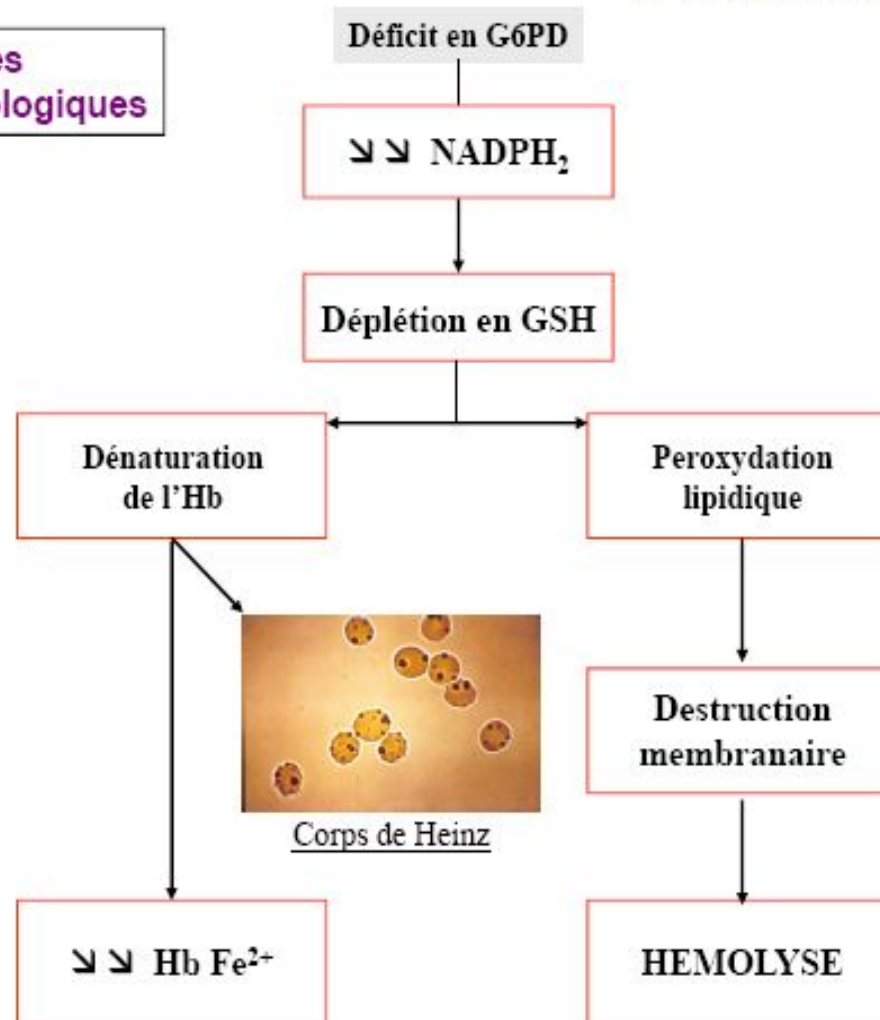 Déficit en G6PD
↘↘ NADPH₂
Déplétion en GSH
Dénaturation
de l'Hb
Peroxydation
lipidique
Destruction
membranaire
Corps de Heinz
↘↘ Hb Fe²⁺
HEMOLYSE